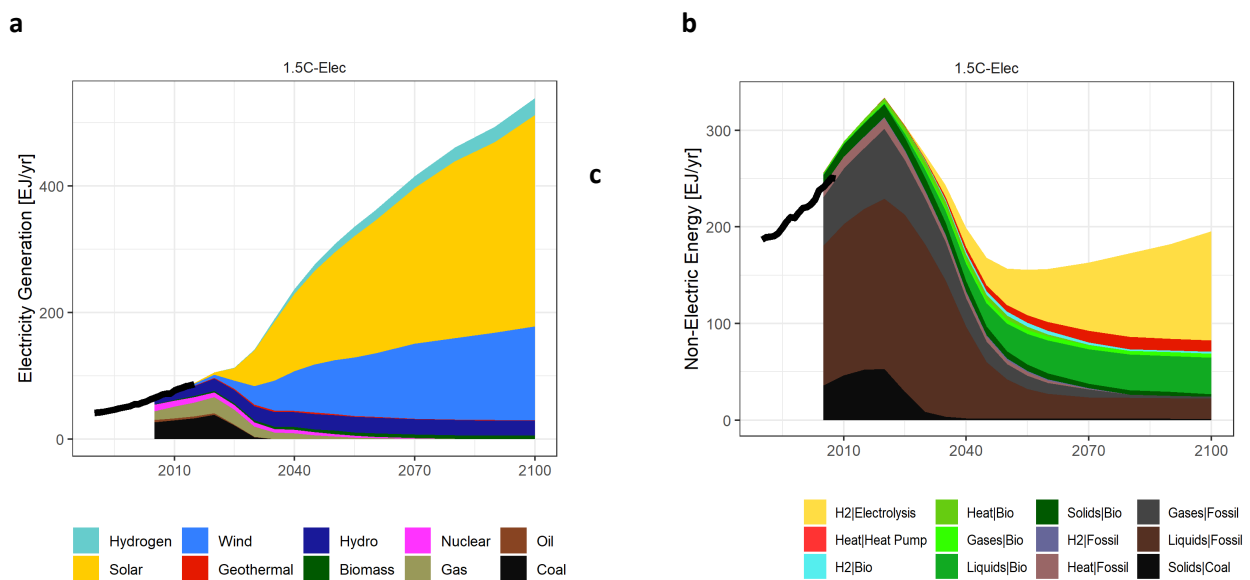 a
b
1.5C-Elec
1.5C-Elec
Electricity Generation [EJ/yr]
400
200
0
2010
2040
2070
2100
c
Non-Electric Energy [EJ/yr]
300
200
100
0
2010
2040
2070
2100
Hydrogen
Wind
Hydro
Nuclear
Oil
Solar
Geothermal
Biomass
Gas
Coal
H2|Electrolysis
Heat|Bio
Solids|Bio
Gases|Fossil
Heat|Heat Pump
Gases|Bio
H2|Fossil
Liquids|Fossil
H2|Bio
Liquids|Bio
Heat|Fossil
Solids|Coal